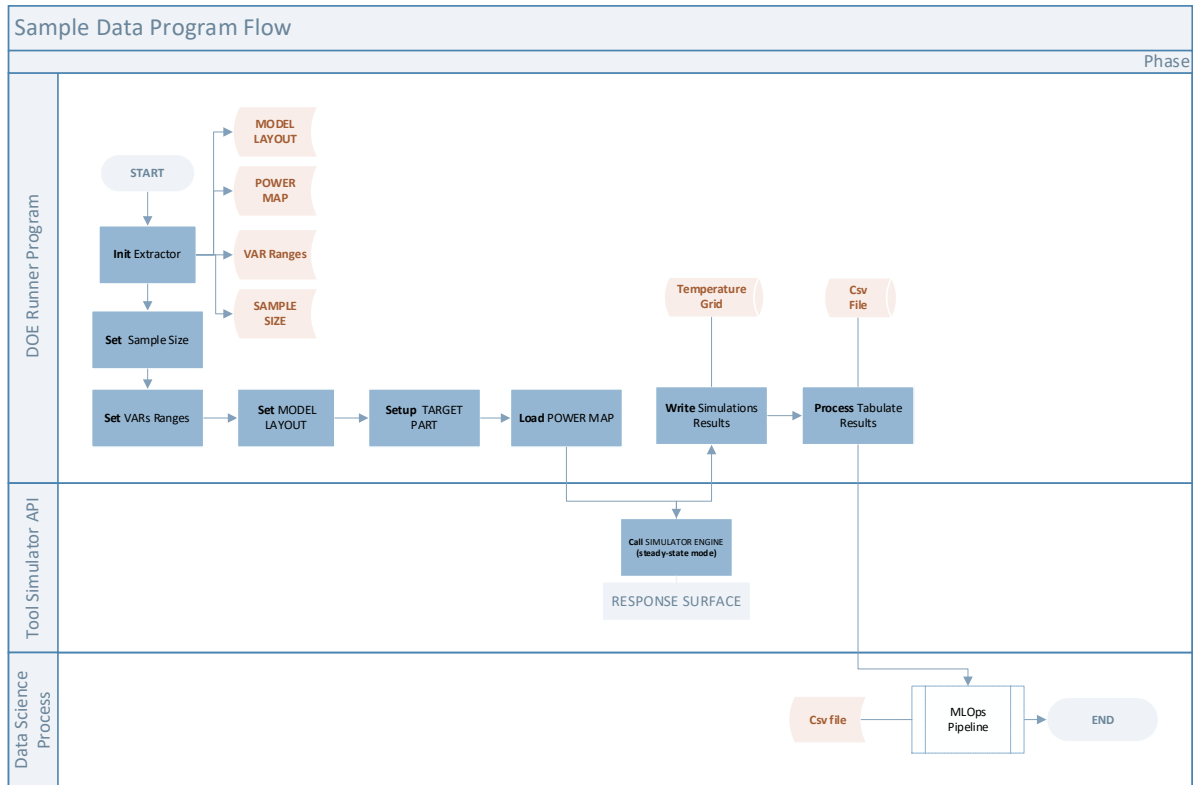 Sample Data Program Flow
Phase
DOE Runner Program
START
Init Extractor
MODEL
LAYOUT
POWER
MAP
VAR Ranges
SAMPLE
SIZE
Set Sample Size
Set VARs Ranges
Set MODEL
LAYOUT
Setup TARGET
PART
Load POWER MAP
Temperature
Grid
Write Simulations
Results
Csv
File
Process Tabulate
Results
Tool Simulator API
Call SIMULATOR ENGINE
(steady-state mode)
RESPONSE SURFACE
Data Science
Process
Csv file
MLOps
Pipeline
END